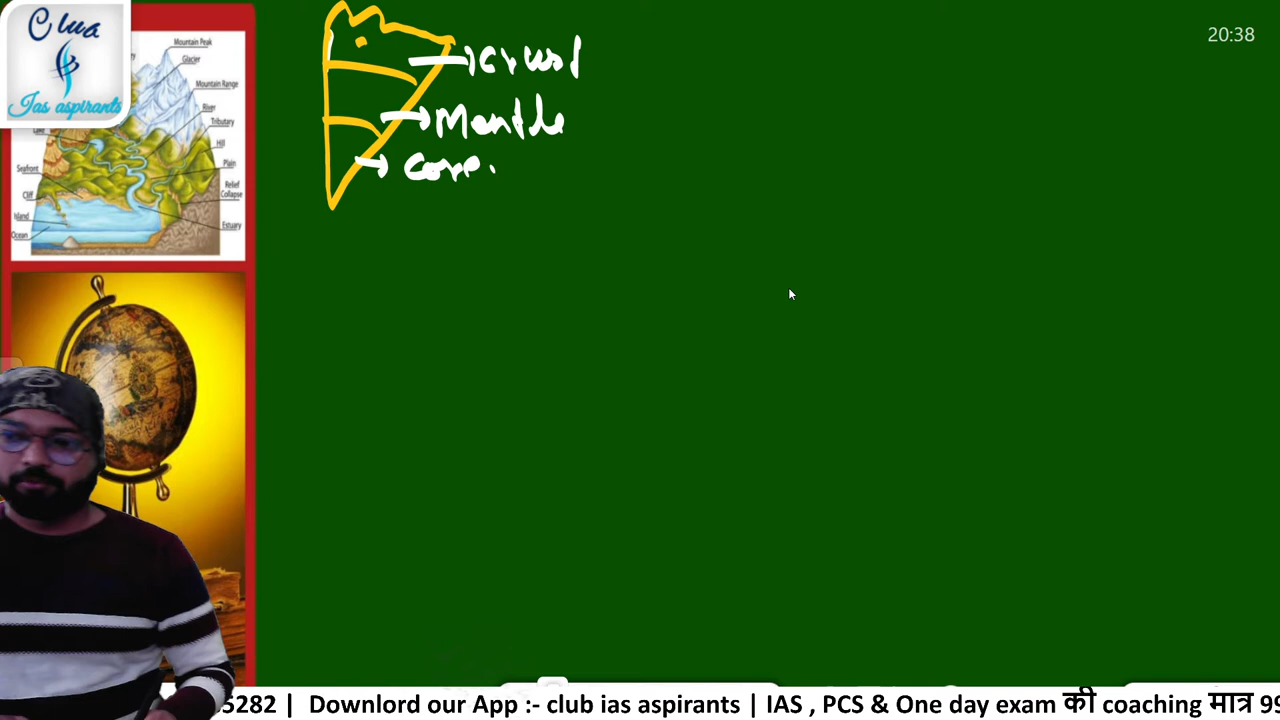 Clua
Ias aspirants
20:38
Crust
Mantle
Core.
Mountain Peak
Glacier
Mountain Range
River
Tributary
Hill
Plain
Relief
Collapse
Estuary
Lake
Seafront
Cliff
Island
Ocean
5282 | Downlord our App :- club ias aspirants | IAS , PCS & One day exam की coaching मात्र 99